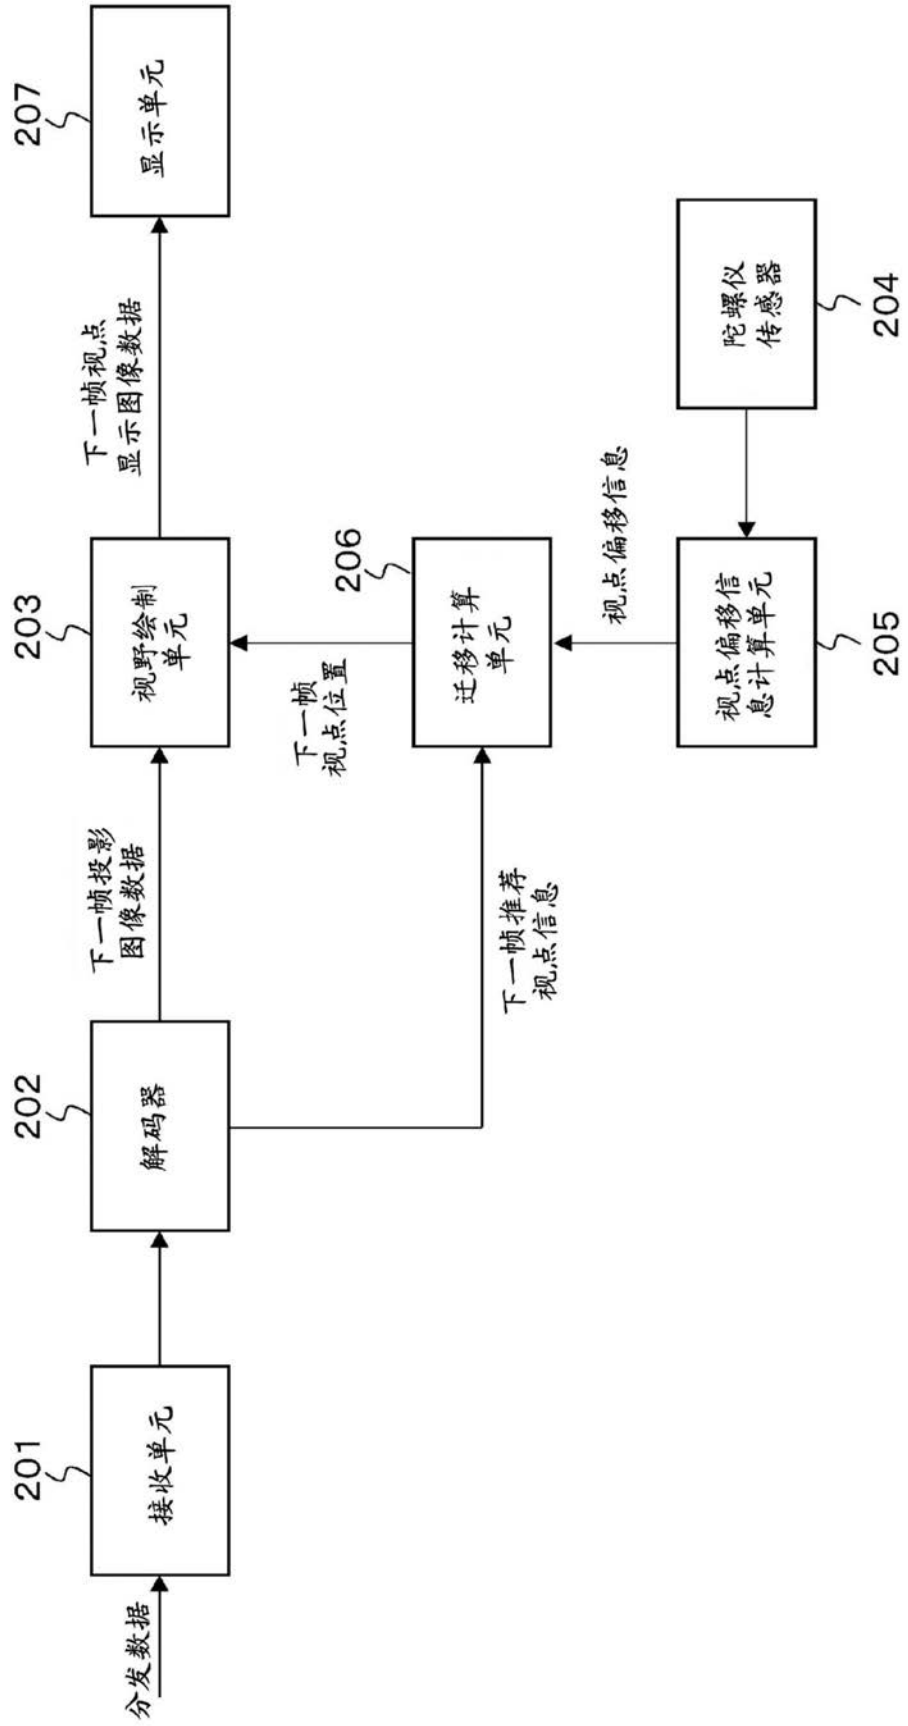 分发数据
201
接收单元
202
解码器
下一帧投影
图像数据
203
视野绘制
单元
下一帧视点
显示图像数据
207
显示单元
下一帧
视点位置
206
迁移计算
单元
下一帧推荐
视点信息
视点偏移信息
视点偏移信
息计算单元
205
陀螺仪
传感器
204